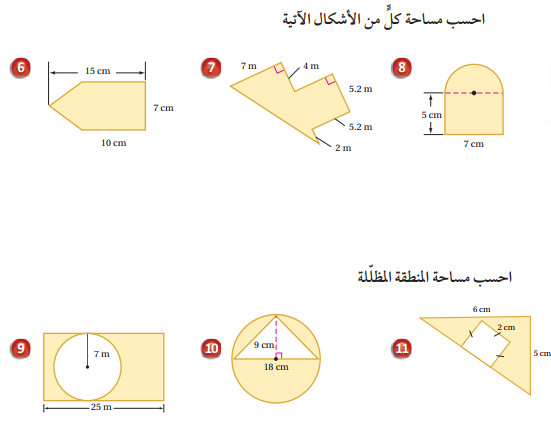 احسب مساحة كلٍّ من الأشكال الآتية
6
15 cm
7 cm
10 cm
7
7 m
4 m
5.2 m
5.2 m
2 m
8
5 cm
7 cm
احسب مساحة المنطقة المظلّلة
9
7 m
25 m
10
9 cm
18 cm
11
6 cm
2 cm
5 cm